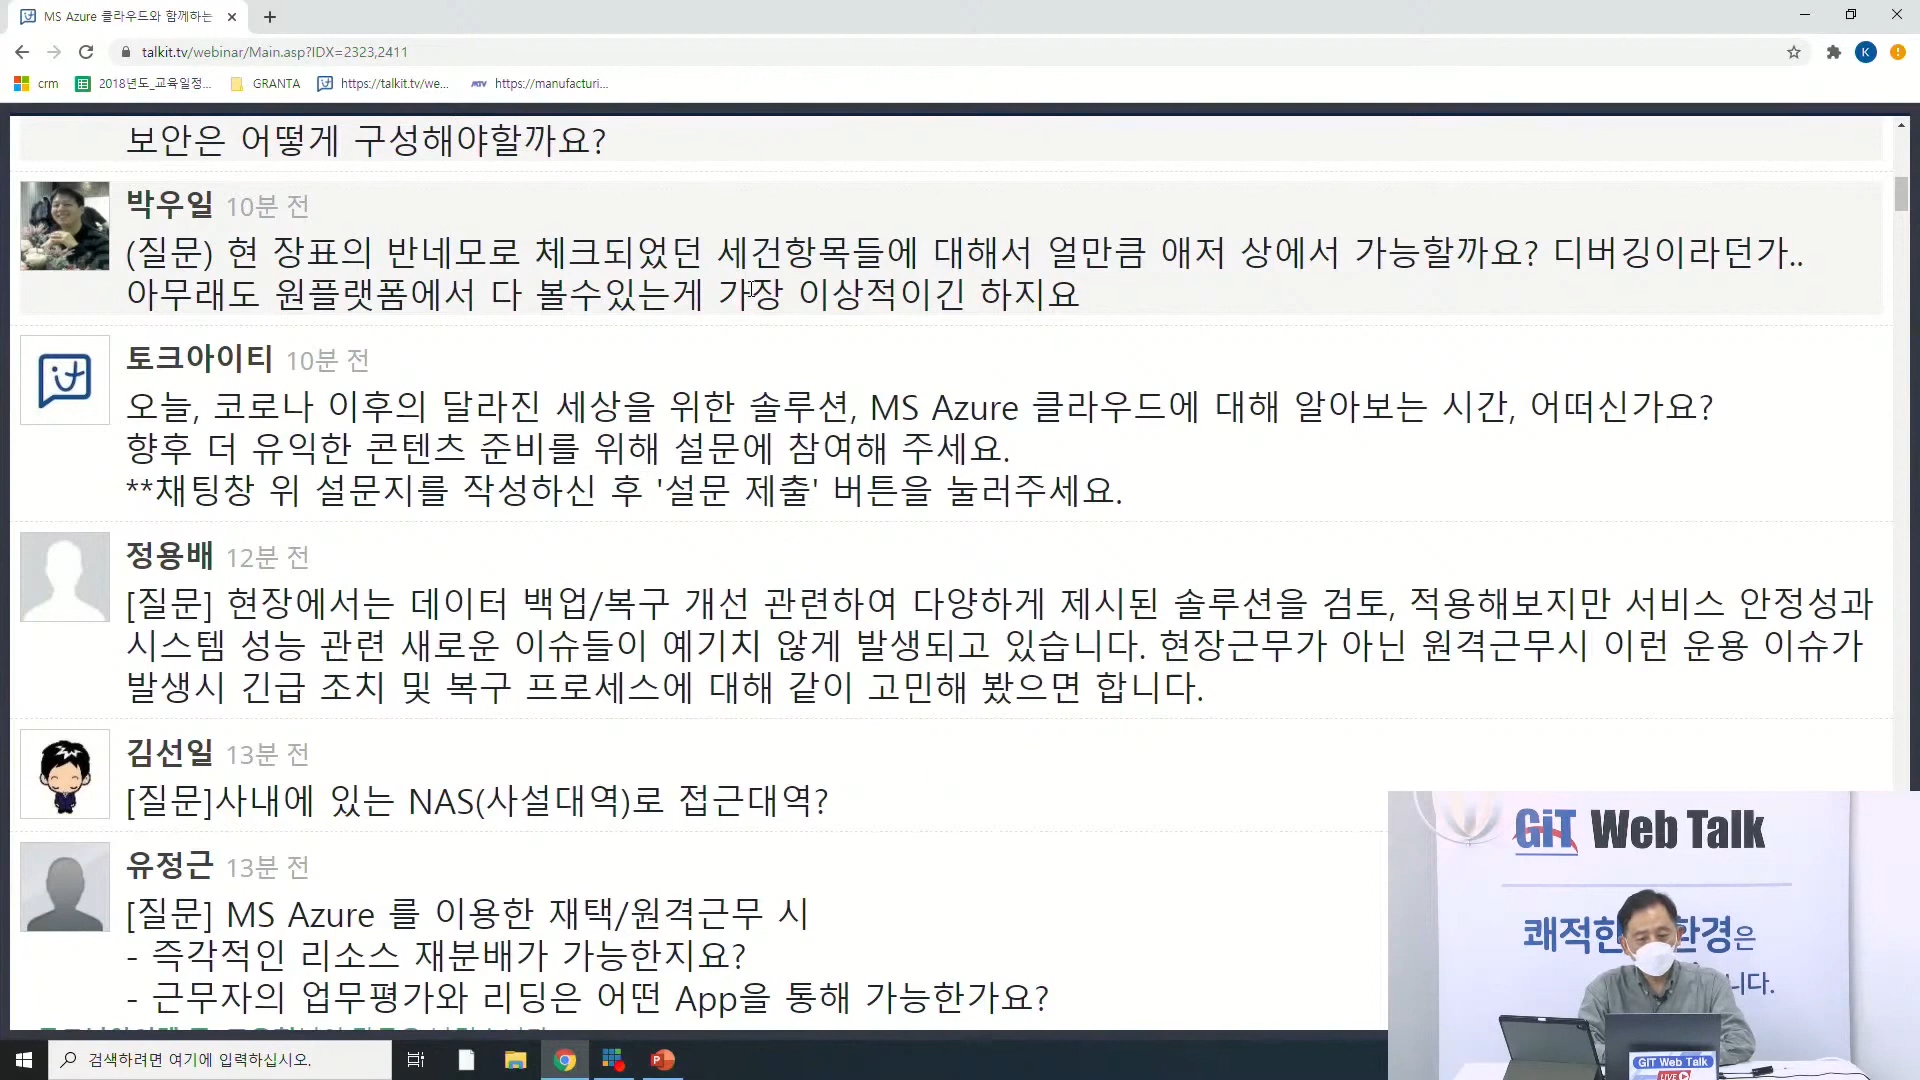 MS Azure 클라우드와 함께하는
talkit.tv/webinar/Main.asp?IDX=2323,2411
K
crm
2018년도_교육일정...
GRANTA
https://talkit.tv/we...
MTV
https://manufacturi...
보안은 어떻게 구성해야할까요?
박우일 10분 전
(질문) 현 장표의 반네모로 체크되었던 세건항목들에 대해서 얼만큼 애저 상에서 가능할까요? 디버깅이라던가..
아무래도 원플랫폼에서 다 볼수있는게 가장 이상적이긴 하지요
it
토크아이티 10분 전
오늘, 코로나 이후의 달라진 세상을 위한 솔루션, MS Azure 클라우드에 대해 알아보는 시간, 어떠신가요?
향후 더 유익한 콘텐츠 준비를 위해 설문에 참여해 주세요.
**채팅창 위 설문지를 작성하신 후 '설문 제출' 버튼을 눌러주세요.
정용배 12분 전
[질문] 현장에서는 데이터 백업/복구 개선 관련하여 다양하게 제시된 솔루션을 검토, 적용해보지만 서비스 안정성과
시스템 성능 관련 새로운 이슈들이 예기치 않게 발생되고 있습니다. 현장근무가 아닌 원격근무시 이런 운용 이슈가
발생시 긴급 조치 및 복구 프로세스에 대해 같이 고민해 봤으면 합니다.
김선일 13분 전
[질문]사내에 있는 NAS(사설대역)로 접근대역?
유정근 13분 전
[질문] MS Azure 를 이용한 재택/원격근무 시
- 즉각적인 리소스 재분배가 가능한지요?
- 근무자의 업무평가와 리딩은 어떤 App을 통해 가능한가요?
GiT Web Talk
쾌적한 환경은
니다.
GIT Web Talk
LIVE
검색하려면 여기에 입력하십시오.
P